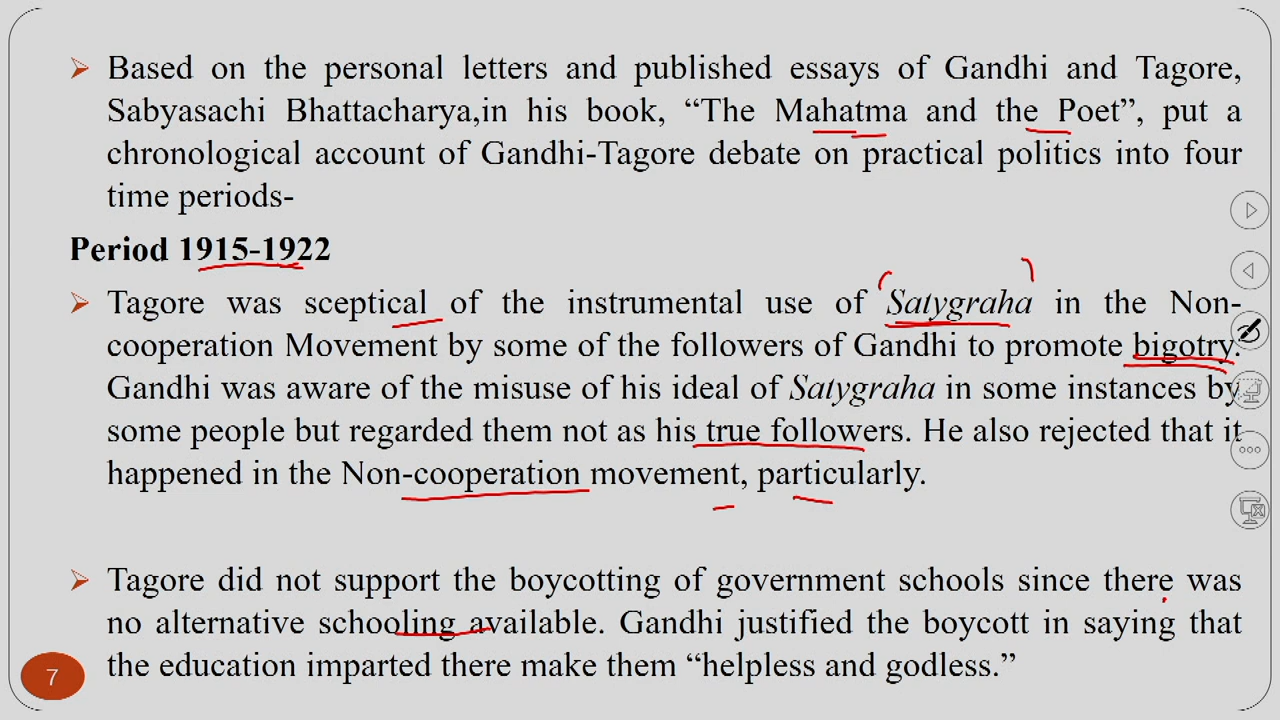 Based on the personal letters and published essays of Gandhi and Tagore,
Sabyasachi Bhattacharya,in his book, “The Mahatma and the Poet”, put a
chronological account of Gandhi-Tagore debate on practical politics into four
time periods-
Period 1915-1922
Tagore was sceptical of the instrumental use of Satygraha in the Non-
cooperation Movement by some of the followers of Gandhi to promote bigotry.
Gandhi was aware of the misuse of his ideal of Satygraha in some instances by
some people but regarded them not as his true followers. He also rejected that it
happened in the Non-cooperation movement, particularly.
Tagore did not support the boycotting of government schools since there was
no alternative schooling available. Gandhi justified the boycott in saying that
the education imparted there make them “helpless and godless.”
7